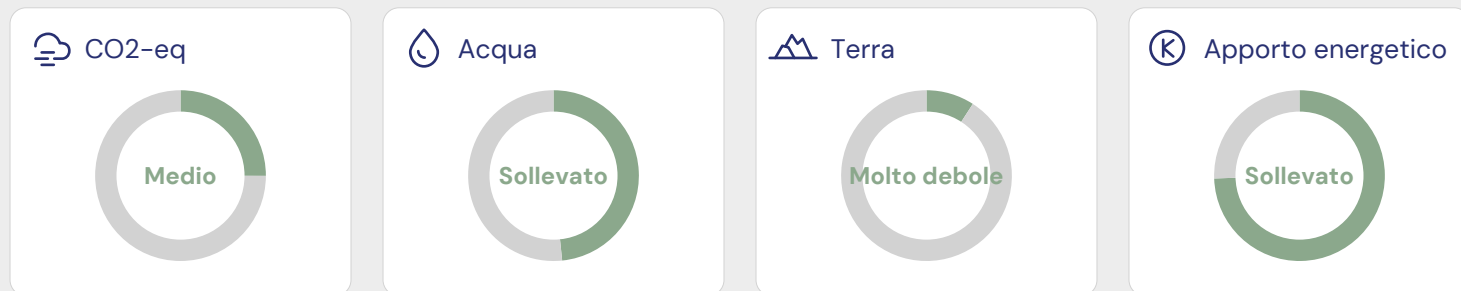 CO2-eq
Medio
Acqua
Sollevato
Terra
Molto debole
Apporto energetico
Sollevato